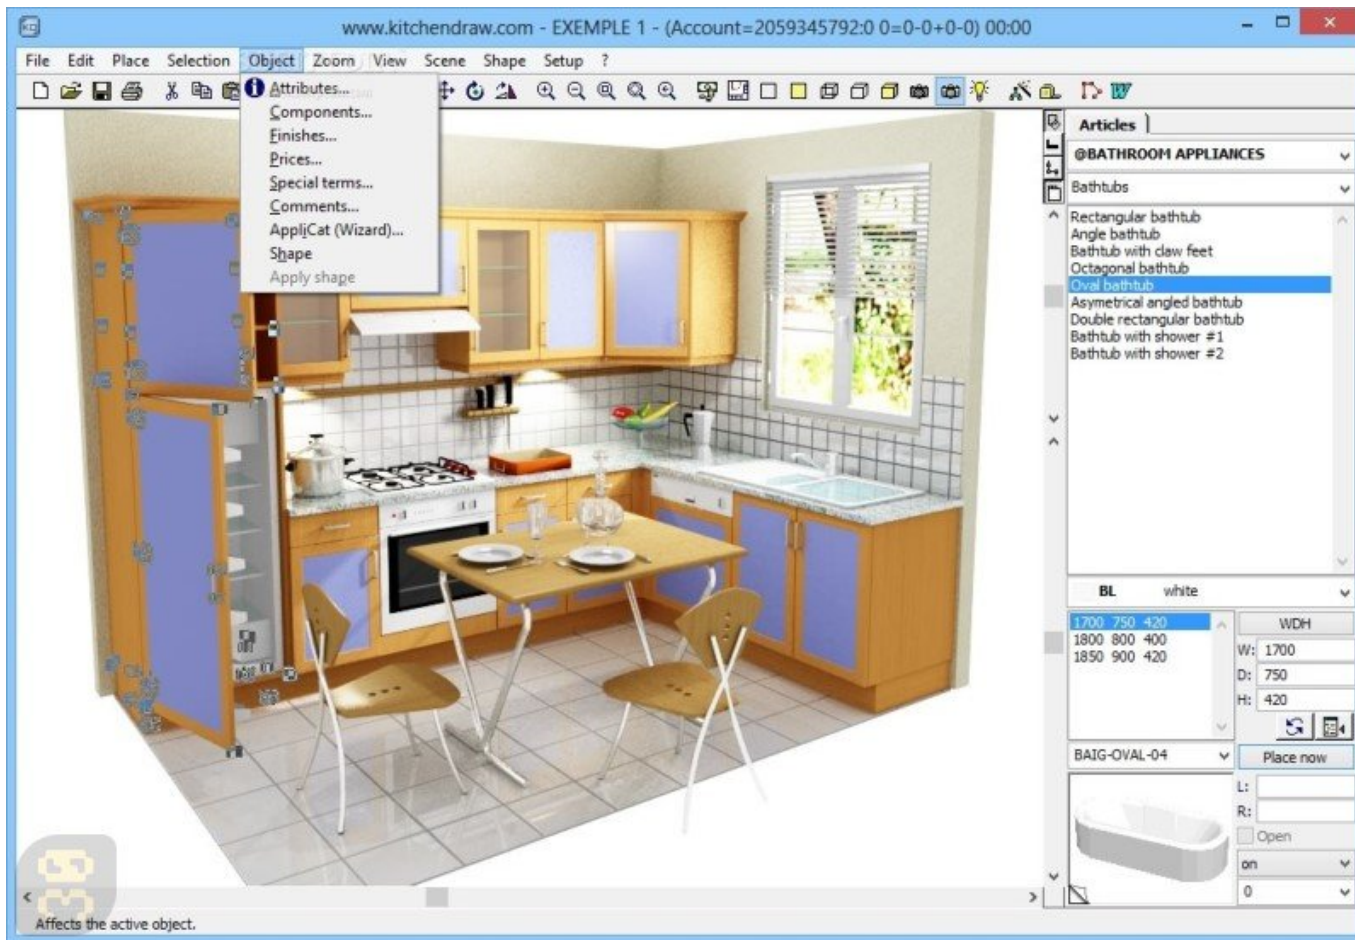 www.kitchendraw.com - EXEMPLE 1 - (Account=2059345792:0 0=0-0+0-0) 00:00
File Edit Place Selection Object Zoom View Scene Shape Setup ?
Attributes...
Components...
Finishes...
Prices...
Special terms...
Comments...
AppliCat (Wizard)...
Shape
Apply shape
Articles
@BATHROOM APPLIANCES
Bathtubs
Rectangular bathtub
Angle bathtub
Bathtub with claw feet
Octagonal bathtub
Oval bathtub
Asymetrical angled bathtub
Double rectangular bathtub
Bathtub with shower #1
Bathtub with shower #2
BL white
1700 750 420
1800 800 400
1850 900 420
WDH
W: 1700
D: 750
H: 420
BAIG-OVAL-04
Place now
L:
R:
Open
on
0
Affects the active object.